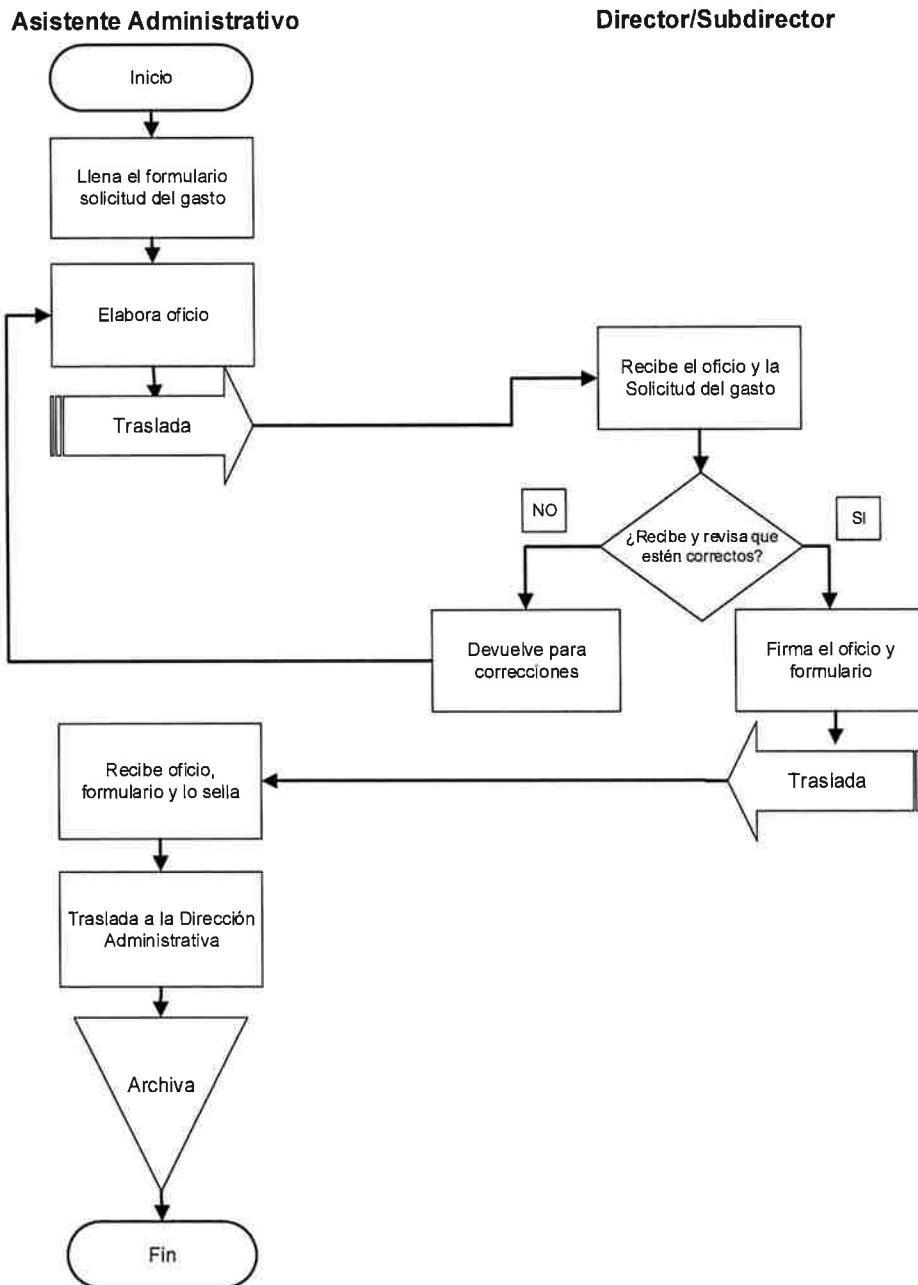 Asistente Administrativo
Director/Subdirector
Inicio
Llena el formulario
solicitud del gasto
Elabora oficio
Traslada
Recibe el oficio y la
Solicitud del gasto
NO
SI
¿Recibe y revisa que
estén correctos?
Devuelve para
correcciones
Firma el oficio y
formulario
Recibe oficio,
formulario y lo sella
Traslada
Traslada a la Dirección
Administrativa
Archiva
Fin